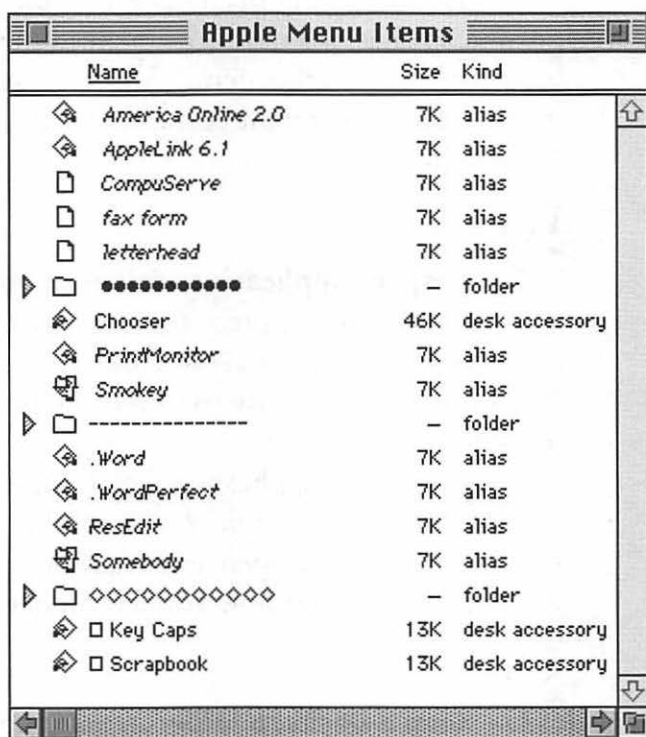 Apple Menu Items
Name Size Kind
America Online 2.0 7K alias
AppleLink 6.1 7K alias
CompuServe 7K alias
fax form 7K alias
letterhead 7K alias
●●●●●●●●●●● – folder
Chooser 46K desk accessory
PrintMonitor 7K alias
Smokey 7K alias
---------------- – folder
.Word 7K alias
.WordPerfect 7K alias
ResEdit 7K alias
Somebody 7K alias
◇◇◇◇◇◇◇◇◇◇◇ – folder
□ Key Caps 13K desk accessory
□ Scrapbook 13K desk accessory